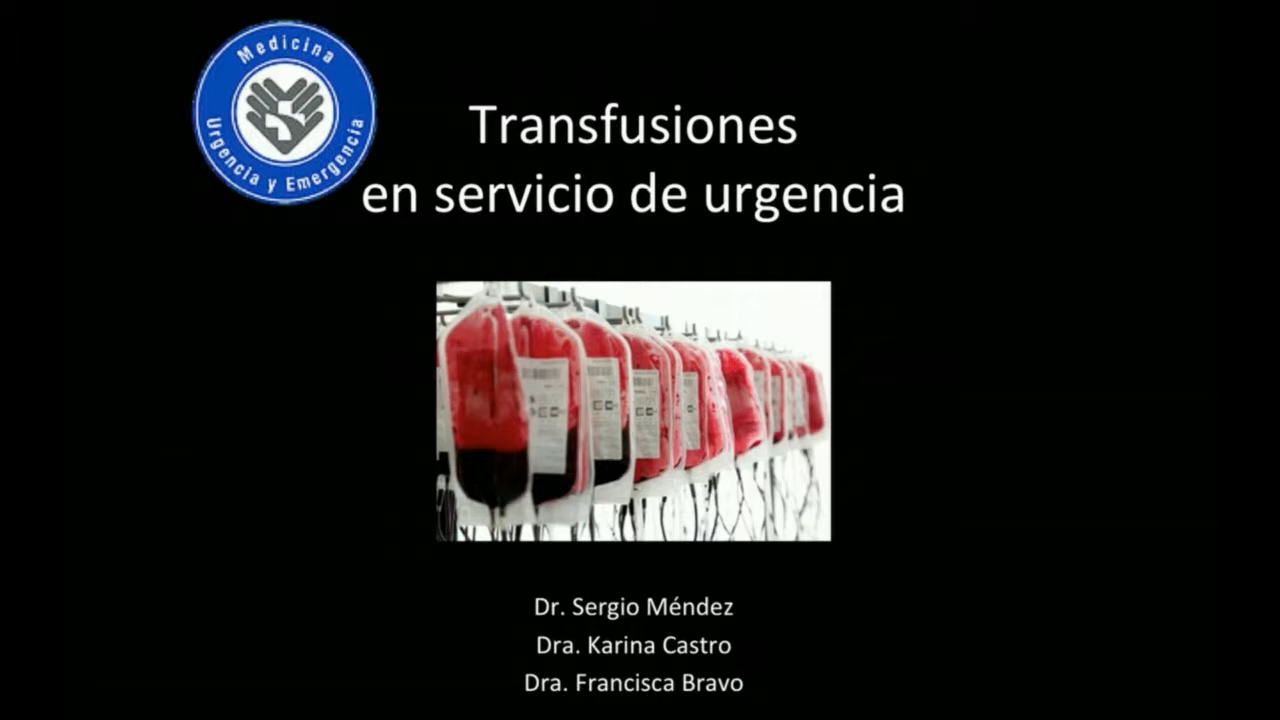 Medicina
Urgencia y Emergencia
Transfusiones
en servicio de urgencia
Dr. Sergio Méndez
Dra. Karina Castro
Dra. Francisca Bravo